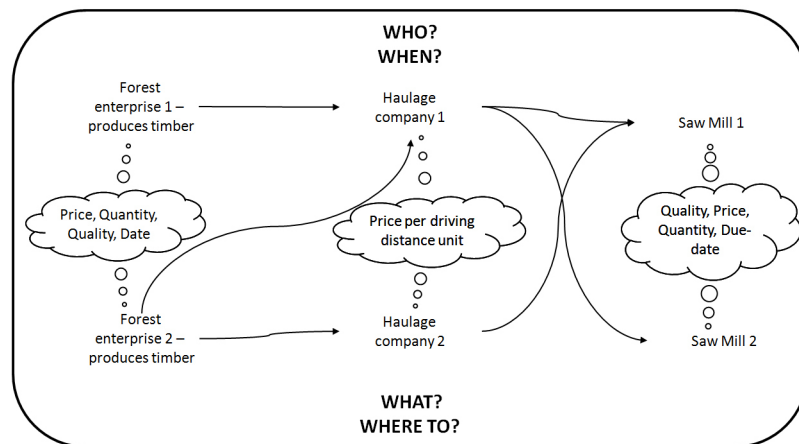 WHO?
WHEN?
Forest
enterprise 1 –
produces timber
Haulage
company 1
Saw Mill 1
Price, Quantity,
Quality, Date
Price per driving
distance unit
Quality, Price,
Quantity, Due-
date
Forest
enterprise 2 –
produces timber
Haulage
company 2
Saw Mill 2
WHAT?
WHERE TO?